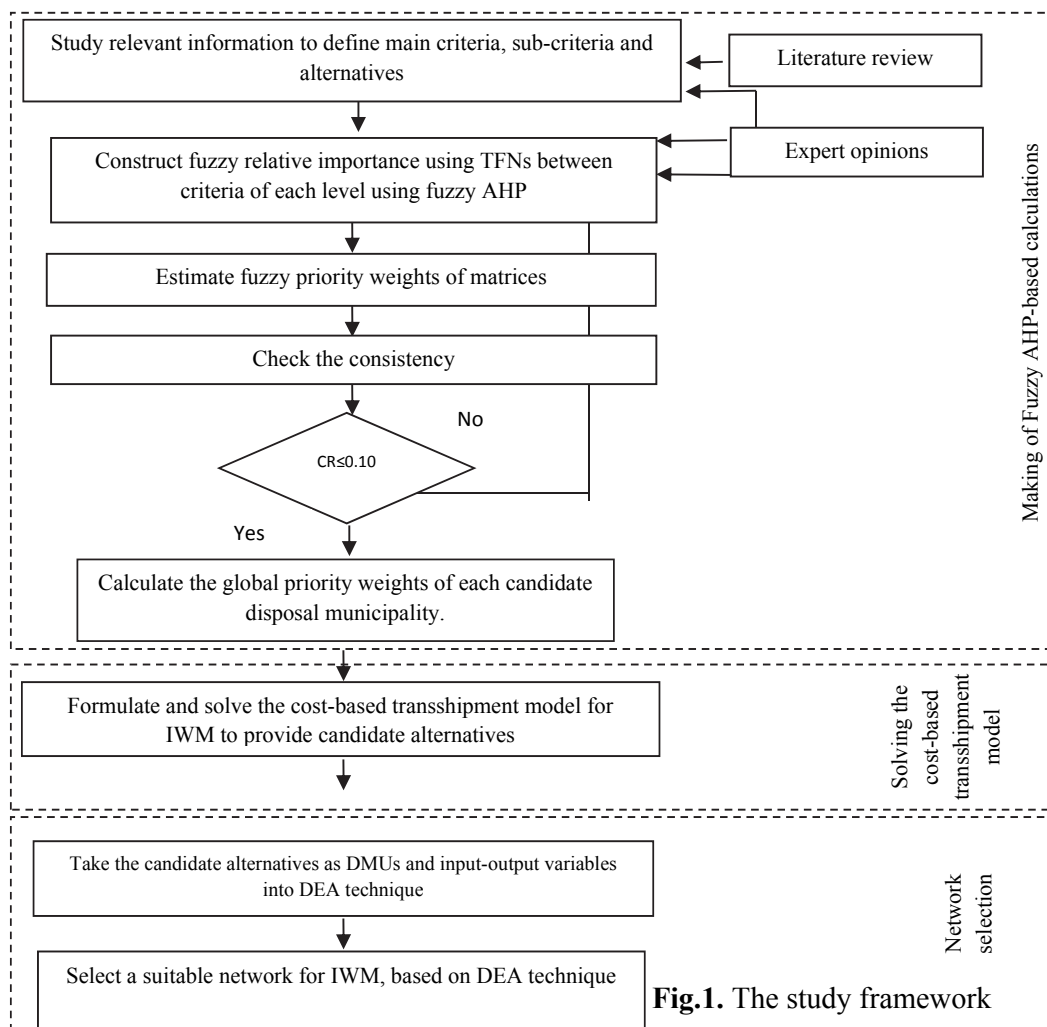 Study relevant information to define main criteria, sub-criteria and
alternatives
Literature review
Expert opinions
Construct fuzzy relative importance using TFNs between
criteria of each level using fuzzy AHP
Estimate fuzzy priority weights of matrices
Check the consistency
No
CR≤0.10
Yes
Calculate the global priority weights of each candidate
disposal municipality.
Making of Fuzzy AHP-based calculations
Formulate and solve the cost-based transshipment model for
IWM to provide candidate alternatives
Solving the
cost-based
transshipment
model
Take the candidate alternatives as DMUs and input-output variables
into DEA technique
Network
selection
Select a suitable network for IWM, based on DEA technique
Fig.1. The study framework